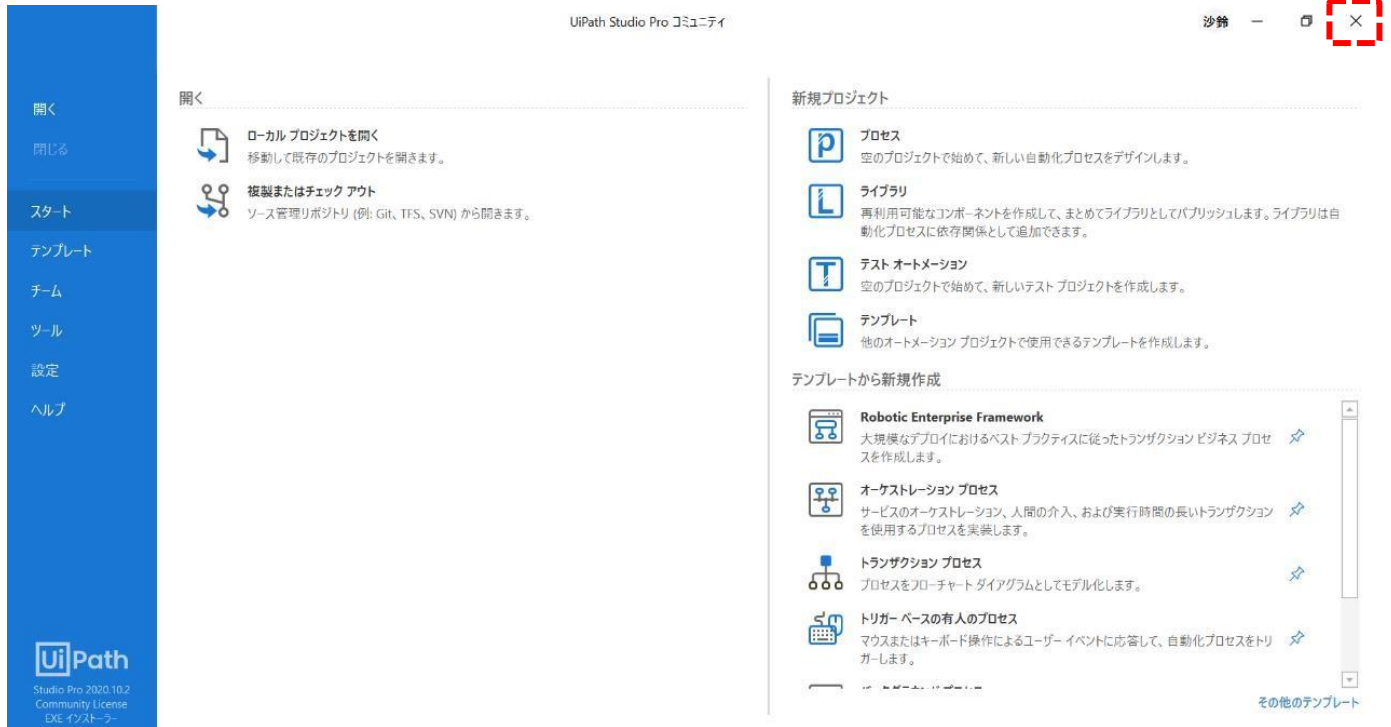 UiPath Studio Pro コミュニティ
沙鈴
開く
閉じる
スタート
テンプレート
チーム
ツール
設定
ヘルプ
UiPath
Studio Pro 2020.10.2
Community License
EXE インストーラー
開く
ローカル プロジェクトを開く
移動して既存のプロジェクトを開きます。
複製またはチェック アウト
ソース管理リポジトリ (例: Git、TFS、SVN) から開きます。
新規プロジェクト
プロセス
空のプロジェクトで始めて、新しい自動化プロセスをデザインします。
ライブラリ
再利用可能なコンポーネントを作成して、まとめてライブラリとしてパブリッシュします。ライブラリは自
動化プロセスに依存関係として追加できます。
テスト オートメーション
空のプロジェクトで始めて、新しいテスト プロジェクトを作成します。
テンプレート
他のオートメーション プロジェクトで使用できるテンプレートを作成します。
テンプレートから新規作成
Robotic Enterprise Framework
大規模なデプロイにおけるベスト プラクティスに従ったトランザクション ビジネス プロセ
スを作成します。
オーケストレーション プロセス
サービスのオーケストレーション、人間の介入、および実行時間の長いトランザクション
を使用するプロセスを実装します。
トランザクション プロセス
プロセスをフローチャート ダイアグラムとしてモデル化します。
トリガー ベースの有人のプロセス
マウスまたはキーボード操作によるユーザー イベントに応答して、自動化プロセスをトリ
ガーします。
その他のテンプレート